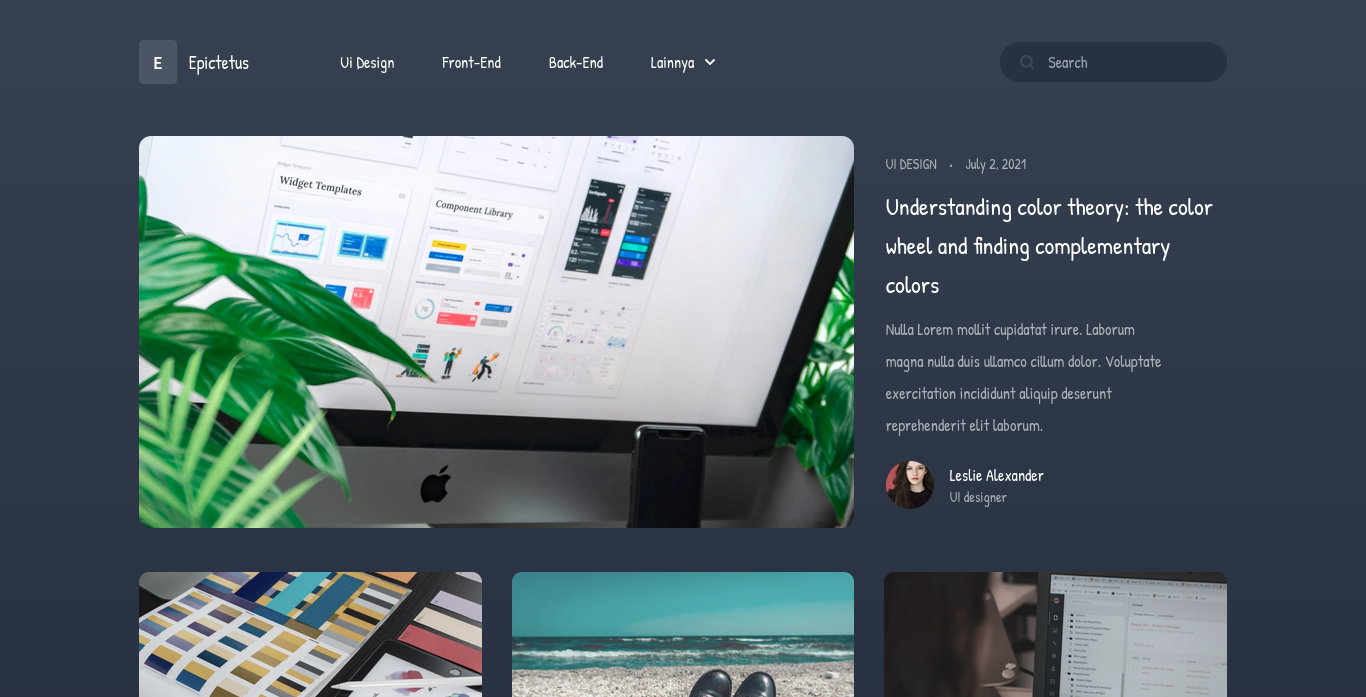 E
Epictetus
Ui Design
Front-End
Back-End
Lainnya
Search
Widget Templates
Component Library
UI DESIGN • July 2, 2021
Understanding color theory: the color
wheel and finding complementary
colors
Nulla Lorem mollit cupidatat irure. Laborum
magna nulla duis ullamco cillum dolor. Voluptate
exercitation incididunt aliquip deserunt
reprehenderit elit laborum.
Leslie Alexander
UI designer